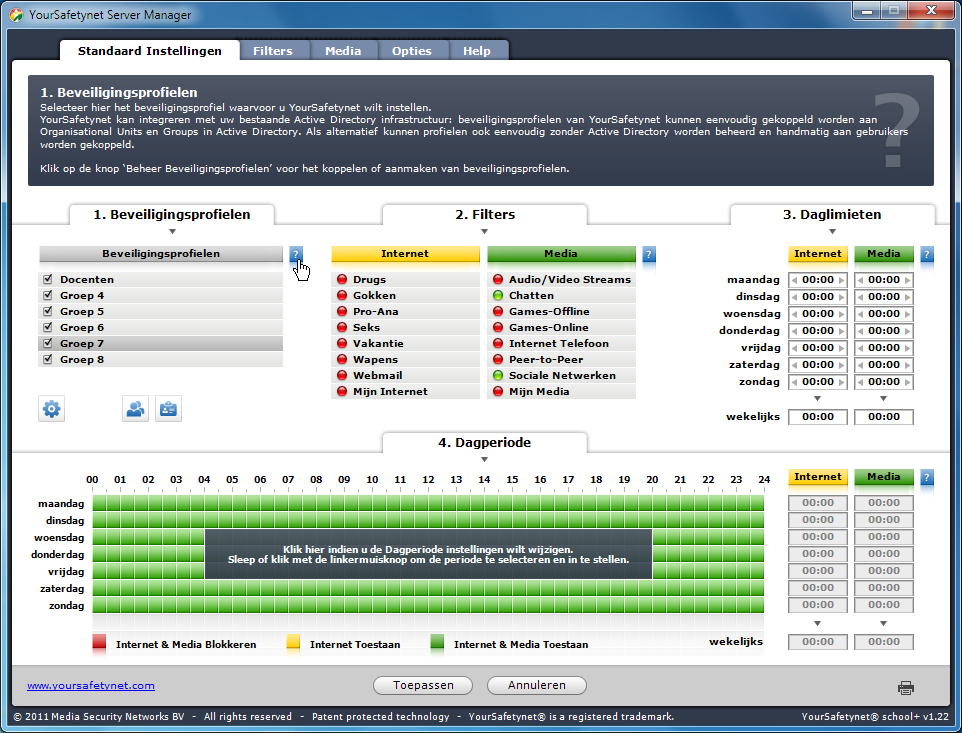 YourSafetynet Server Manager
Standaard Instellingen Filters Media Opties Help
1. Beveiligingsprofielen
Selecteer hier het beveiligingsprofiel waarvoor u YourSafetynet wilt instellen.
YourSafetynet kan integreren met uw bestaande Active Directory infrastructuur: beveiligingsprofielen van YourSafetynet kunnen eenvoudig gekoppeld worden aan
Organisational Units en Groups in Active Directory. Als alternatief kunnen profielen ook eenvoudig zonder Active Directory worden beheerd en handmatig aan gebruikers
worden gekoppeld.
Klik op de knop 'Beheer Beveiligingsprofielen' voor het koppelen of aanmaken van beveiligingsprofielen.
?
1. Beveiligingsprofielen
Beveiligingsprofielen ?
Docenten
Groep 4
Groep 5
Groep 6
Groep 7
Groep 8
2. Filters
Internet Media ?
Drugs Audio/Video Streams
Gokken Chatten
Pro-Ana Games-Offline
Seks Games-Online
Vakantie Internet Telefoon
Wapens Peer-to-Peer
Webmail Sociale Netwerken
Mijn Internet Mijn Media
3. Daglimieten
Internet Media ?
maandag 00:00 00:00
dinsdag 00:00 00:00
woensdag 00:00 00:00
donderdag 00:00 00:00
vrijdag 00:00 00:00
zaterdag 00:00 00:00
zondag 00:00 00:00
wekelijks 00:00 00:00
4. Dagperiode
00 01 02 03 04 05 06 07 08 09 10 11 12 13 14 15 16 17 18 19 20 21 22 23 24 Internet Media ?
maandag 00:00 00:00
dinsdag 00:00 00:00
woensdag 00:00 00:00
donderdag 00:00 00:00
vrijdag 00:00 00:00
zaterdag 00:00 00:00
zondag 00:00 00:00
Klik hier indien u de Dagperiode instellingen wilt wijzigen.
Sleep of klik met de linkermuisknop om de periode te selecteren en in te stellen.
Internet & Media Blokkeren Internet Toestaan Internet & Media Toestaan wekelijks 00:00 00:00
www.yoursafetynet.com Toepassen Annuleren
© 2011 Media Security Networks BV - All rights reserved - Patent protected technology - YourSafetynet® is a registered trademark. YourSafetynet® school+ v1.22